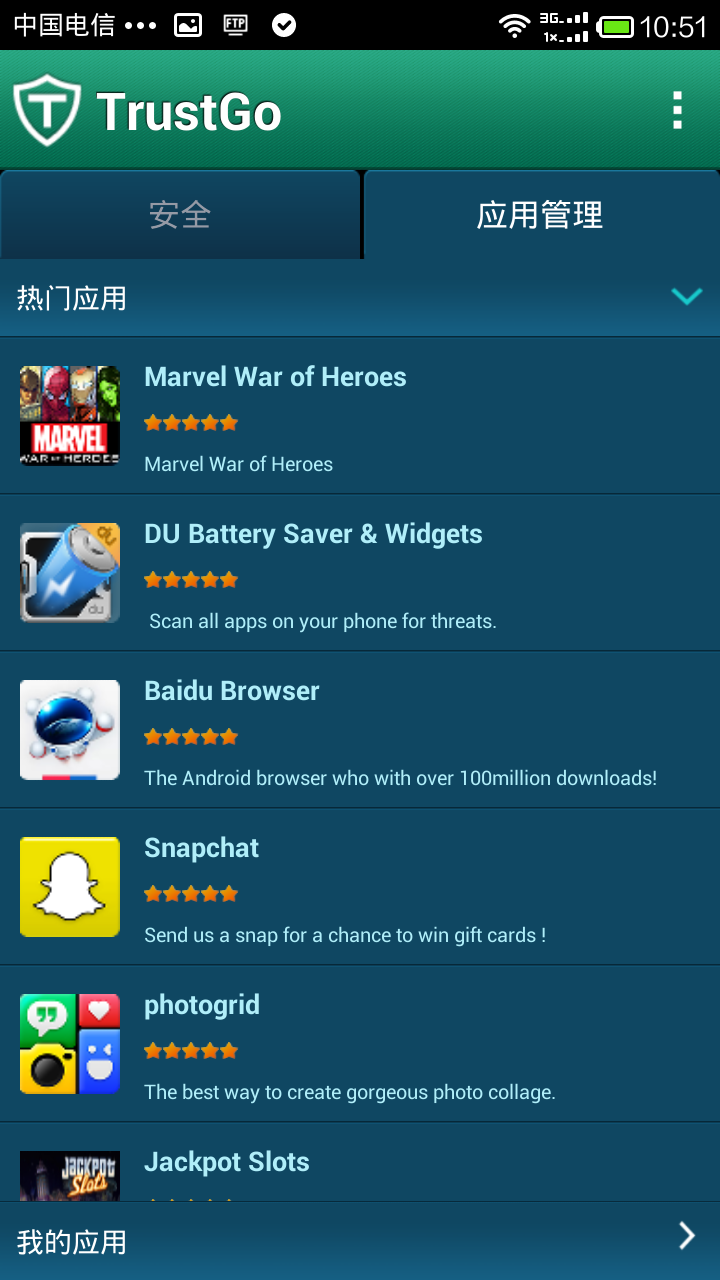 中国电信 ••• FTP 3G 1× 10:51
TrustGo
安全 应用管理
热门应用
MARVEL
WAR OF HEROES
Marvel War of Heroes
Marvel War of Heroes
du
du
DU Battery Saver & Widgets
Scan all apps on your phone for threats.
Baidu Browser
The Android browser who with over 100million downloads!
Snapchat
Send us a snap for a chance to win gift cards !
photogrid
The best way to create gorgeous photo collage.
JACKPOT
Slots
Jackpot Slots
我的应用